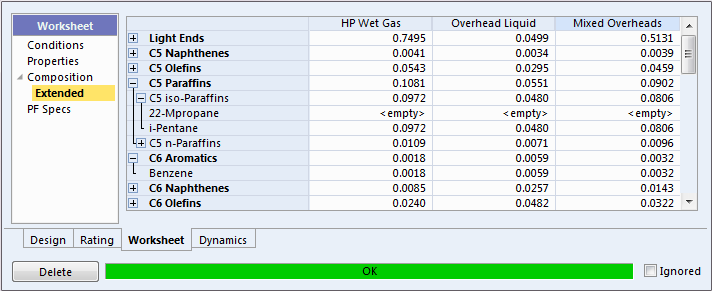 Worksheet
Conditions
Properties
Composition
Extended
PF Specs
HP Wet Gas Overhead Liquid Mixed Overheads
Light Ends 0.7495 0.0499 0.5131
C5 Naphthenes 0.0041 0.0034 0.0039
C5 Olefins 0.0543 0.0295 0.0459
C5 Paraffins 0.1081 0.0551 0.0902
C5 iso-Paraffins 0.0972 0.0480 0.0806
22-Mpropane <empty> <empty> <empty>
i-Pentane 0.0972 0.0480 0.0806
C5 n-Paraffins 0.0109 0.0071 0.0096
C6 Aromatics 0.0018 0.0059 0.0032
Benzene 0.0018 0.0059 0.0032
C6 Naphthenes 0.0085 0.0257 0.0143
C6 Olefins 0.0240 0.0482 0.0322
Design Rating Worksheet Dynamics
Delete OK Ignored